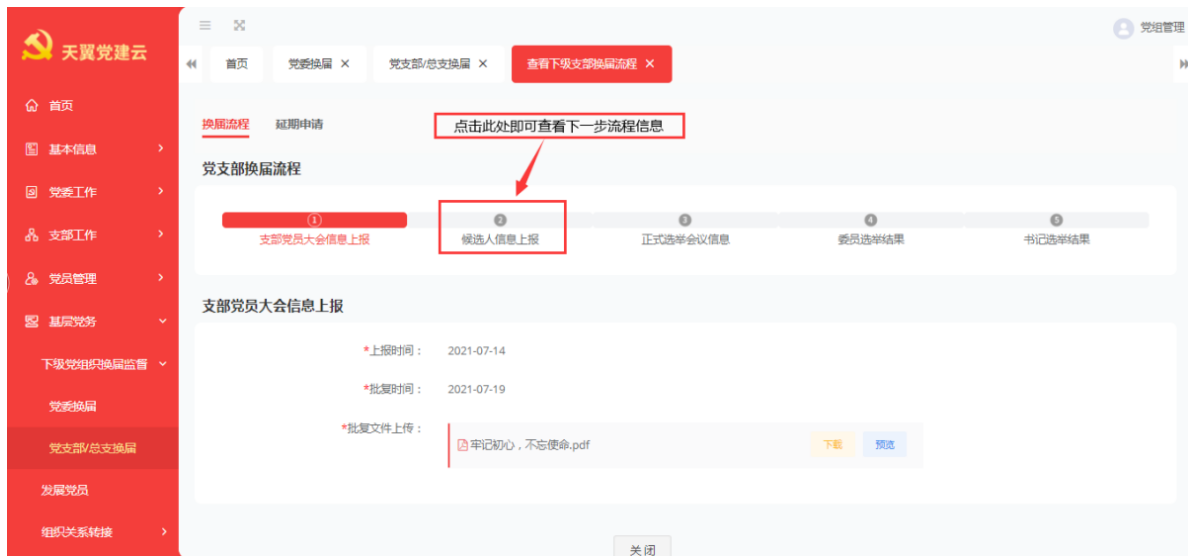 天翼党建云
党组管理
首页
党委换届 ×
党支部/总支换届 ×
查看下级支部换届流程 ×
首页
基本信息
党委工作
支部工作
党员管理
基层党务
下级党组织换届监督
党委换届
党支部/总支换届
发展党员
组织关系转接
换届流程
延期申请
点击此处即可查看下一步流程信息
党支部换届流程
1
支部党员大会信息上报
2
候选人信息上报
3
正式选举会议信息
4
委员选举结果
5
书记选举结果
支部党员大会信息上报
*上报时间： 2021-07-14
*批复时间： 2021-07-19
*批复文件上传：
牢记初心，不忘使命.pdf
下载
预览
关闭